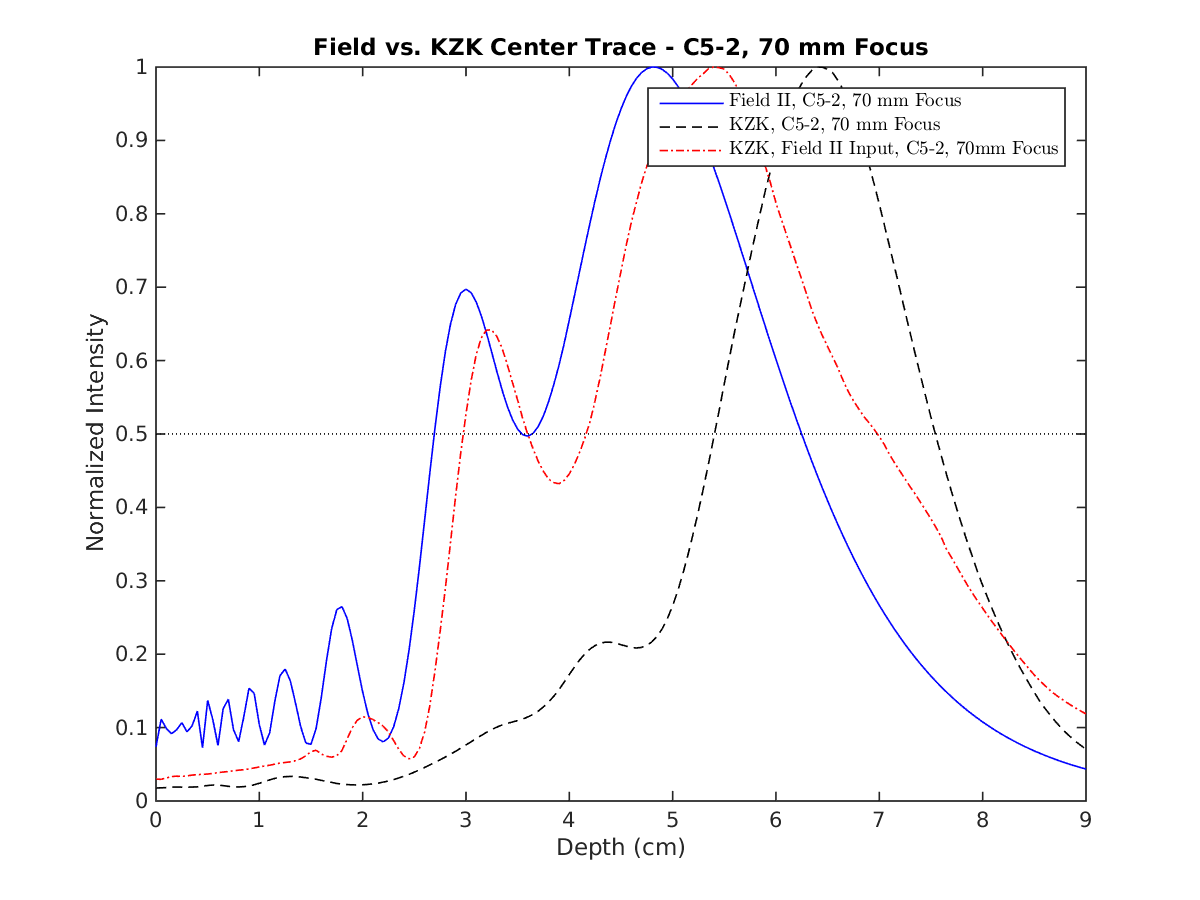 Field vs. KZK Center Trace - C5-2, 70 mm Focus
1
0.9
0.8
0.7
0.6
0.5
0.4
0.3
0.2
0.1
0
Normalized Intensity
Field II, C5-2, 70 mm Focus
KZK, C5-2, 70 mm Focus
KZK, Field II Input, C5-2, 70mm Focus
0 1 2 3 4 5 6 7 8 9
Depth (cm)